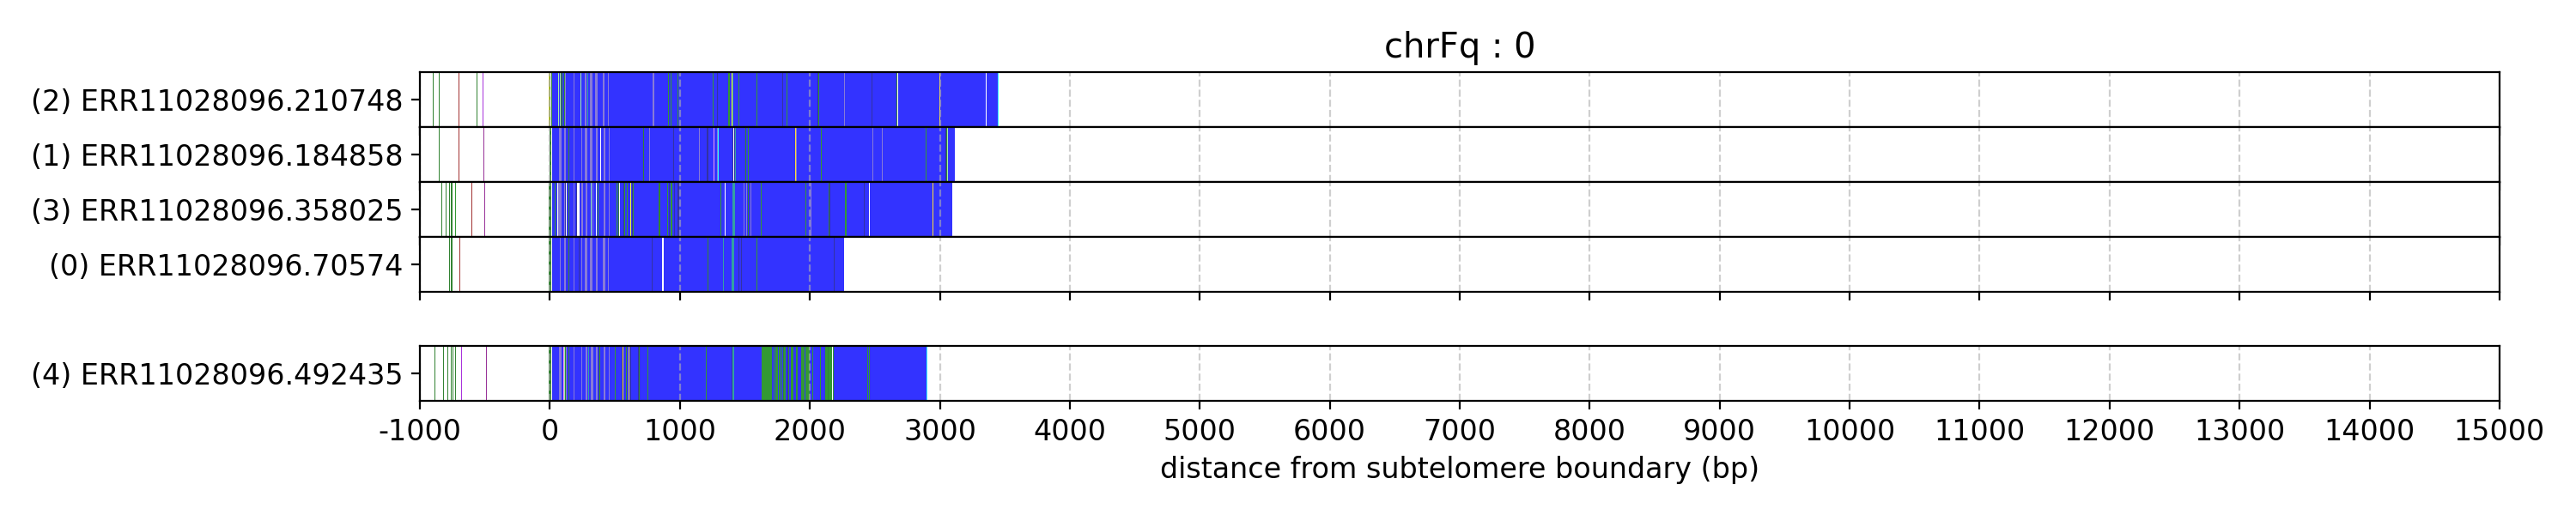 chrFq : 0
(2) ERR11028096.210748
(1) ERR11028096.184858
(3) ERR11028096.358025
(0) ERR11028096.70574
(4) ERR11028096.492435
-1000 0 1000 2000 3000 4000 5000 6000 7000 8000 9000 10000 11000 12000 13000 14000 15000
distance from subtelomere boundary (bp)